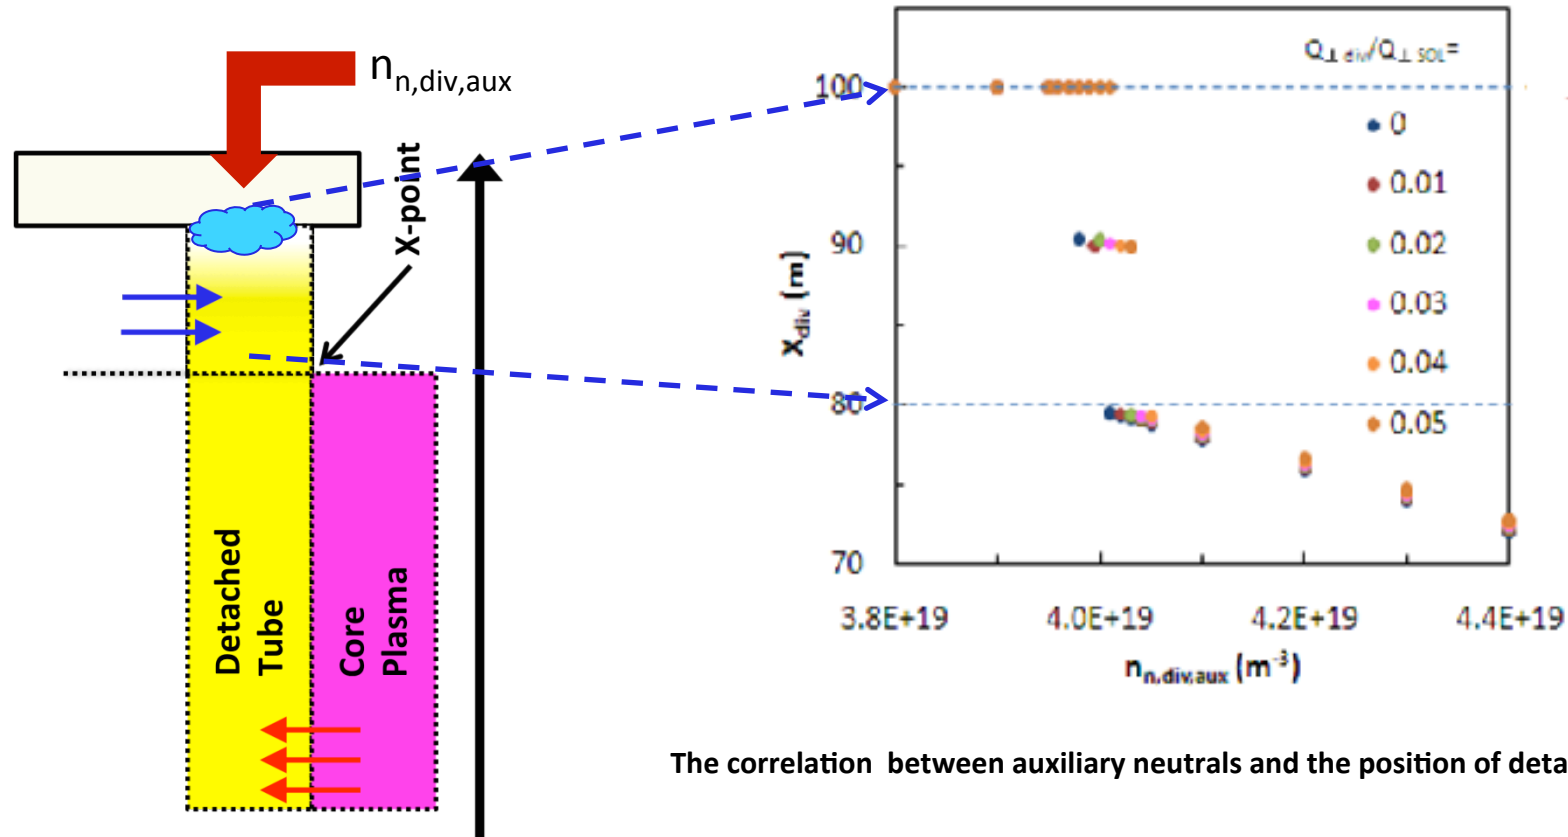 n_n,div,aux
X-point
Detached
Tube
Core
Plasma
Q⊥ div/Q⊥ SOL=
0
0.01
0.02
0.03
0.04
0.05
100
90
80
70
X_div (m)
3.8E+19 4.0E+19 4.2E+19 4.4E+19
n_n,div,aux (m⁻³)
The correlation between auxiliary neutrals and the position of deta